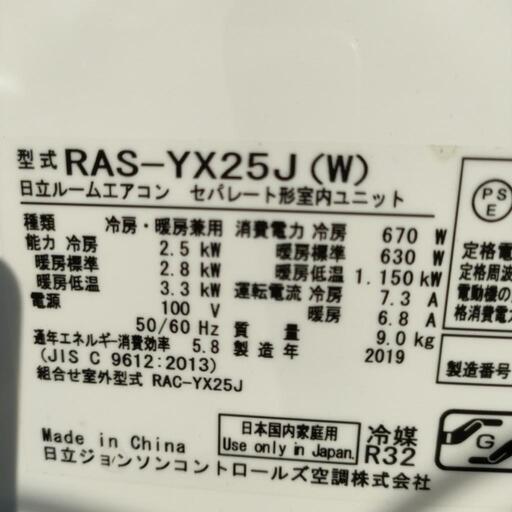 型式 RAS-YX25J(W)
日立ルームエアコン セパレート形室内ユニット
種類 冷房・暖房兼用 消費電力 冷房 670 W
能力 冷房 2.5 kW 暖房標準 630 W
暖房標準 2.8 kW 暖房低温 1.150 kW
暖房低温 3.3 kW 運転電流 冷房 7.3 A
電源 100 V 暖房 6.8 A
50/60 Hz 質量 9.0 kg
通年エネルギー消費効率 5.8 製造年 2019
(JIS C 9612:2013)
組合せ室外型式 RAC-YX25J
Made in China
日本国内家庭用
Use only in Japan.
冷媒
R32
日立ジョンソンコントロールズ空調株式会社
PS
E
定格電
定格周波
電動機の
格消費電力
製造番号
G